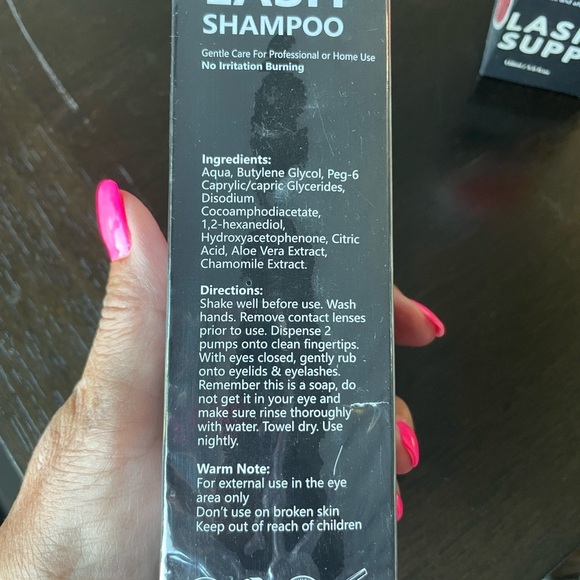 LASH
SHAMPOO
Gentle Care For Professional or Home Use
No Irritation Burning
Ingredients:
Aqua, Butylene Glycol, Peg-6
Caprylic/capric Glycerides,
Disodium
Cocoamphodiacetate,
1,2-hexanediol,
Hydroxyacetophenone, Citric
Acid, Aloe Vera Extract,
Chamomile Extract.
Directions:
Shake well before use. Wash
hands. Remove contact lenses
prior to use. Dispense 2
pumps onto clean fingertips.
With eyes closed, gently rub
onto eyelids & eyelashes.
Remember this is a soap, do
not get it in your eye and
make sure rinse thoroughly
with water. Towel dry. Use
nightly.
Warm Note:
For external use in the eye
area only
Don't use on broken skin
Keep out of reach of children
LAS
SUPP